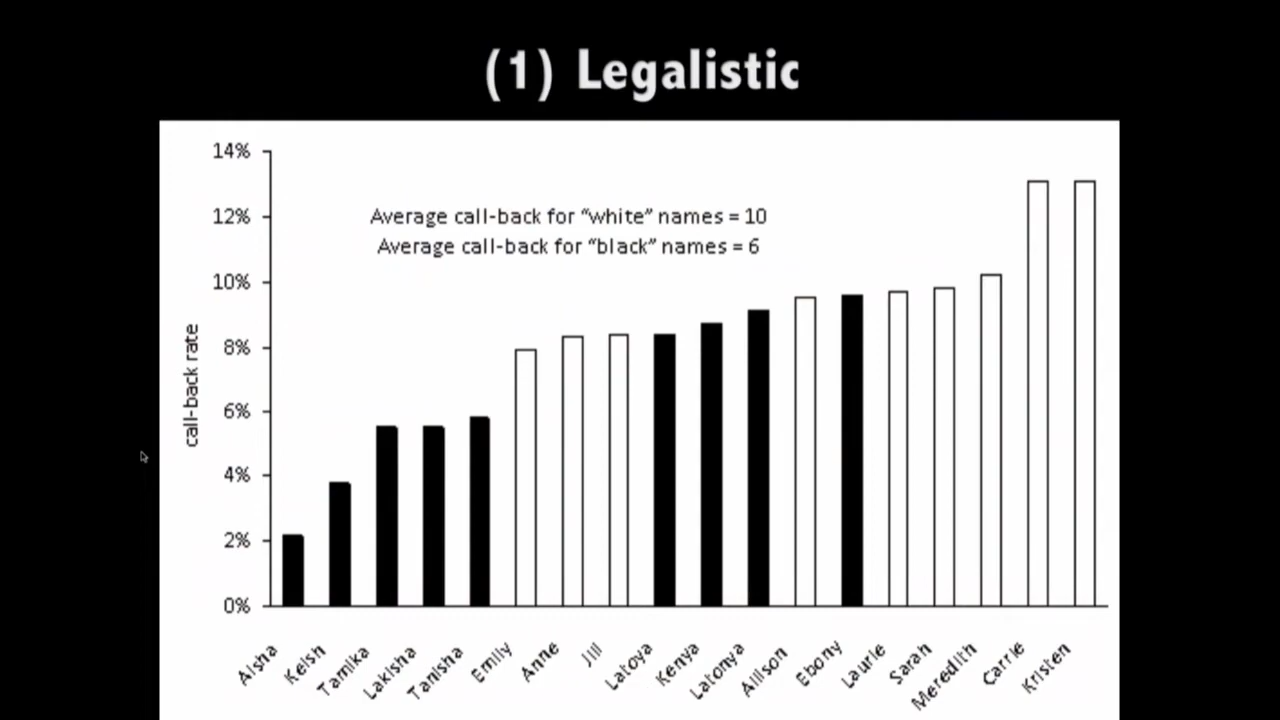 (1) Legalistic
14%
12%
10%
8%
6%
4%
2%
0%
call-back rate
Average call-back for “white” names = 10
Average call-back for “black” names = 6
Aisha
Keish
Tamika
Lakisha
Tanisha
Emily
Anne
Jill
Latoya
Kenya
Latonya
Allison
Ebony
Laurie
Sarah
Meredith
Carrie
Kristen